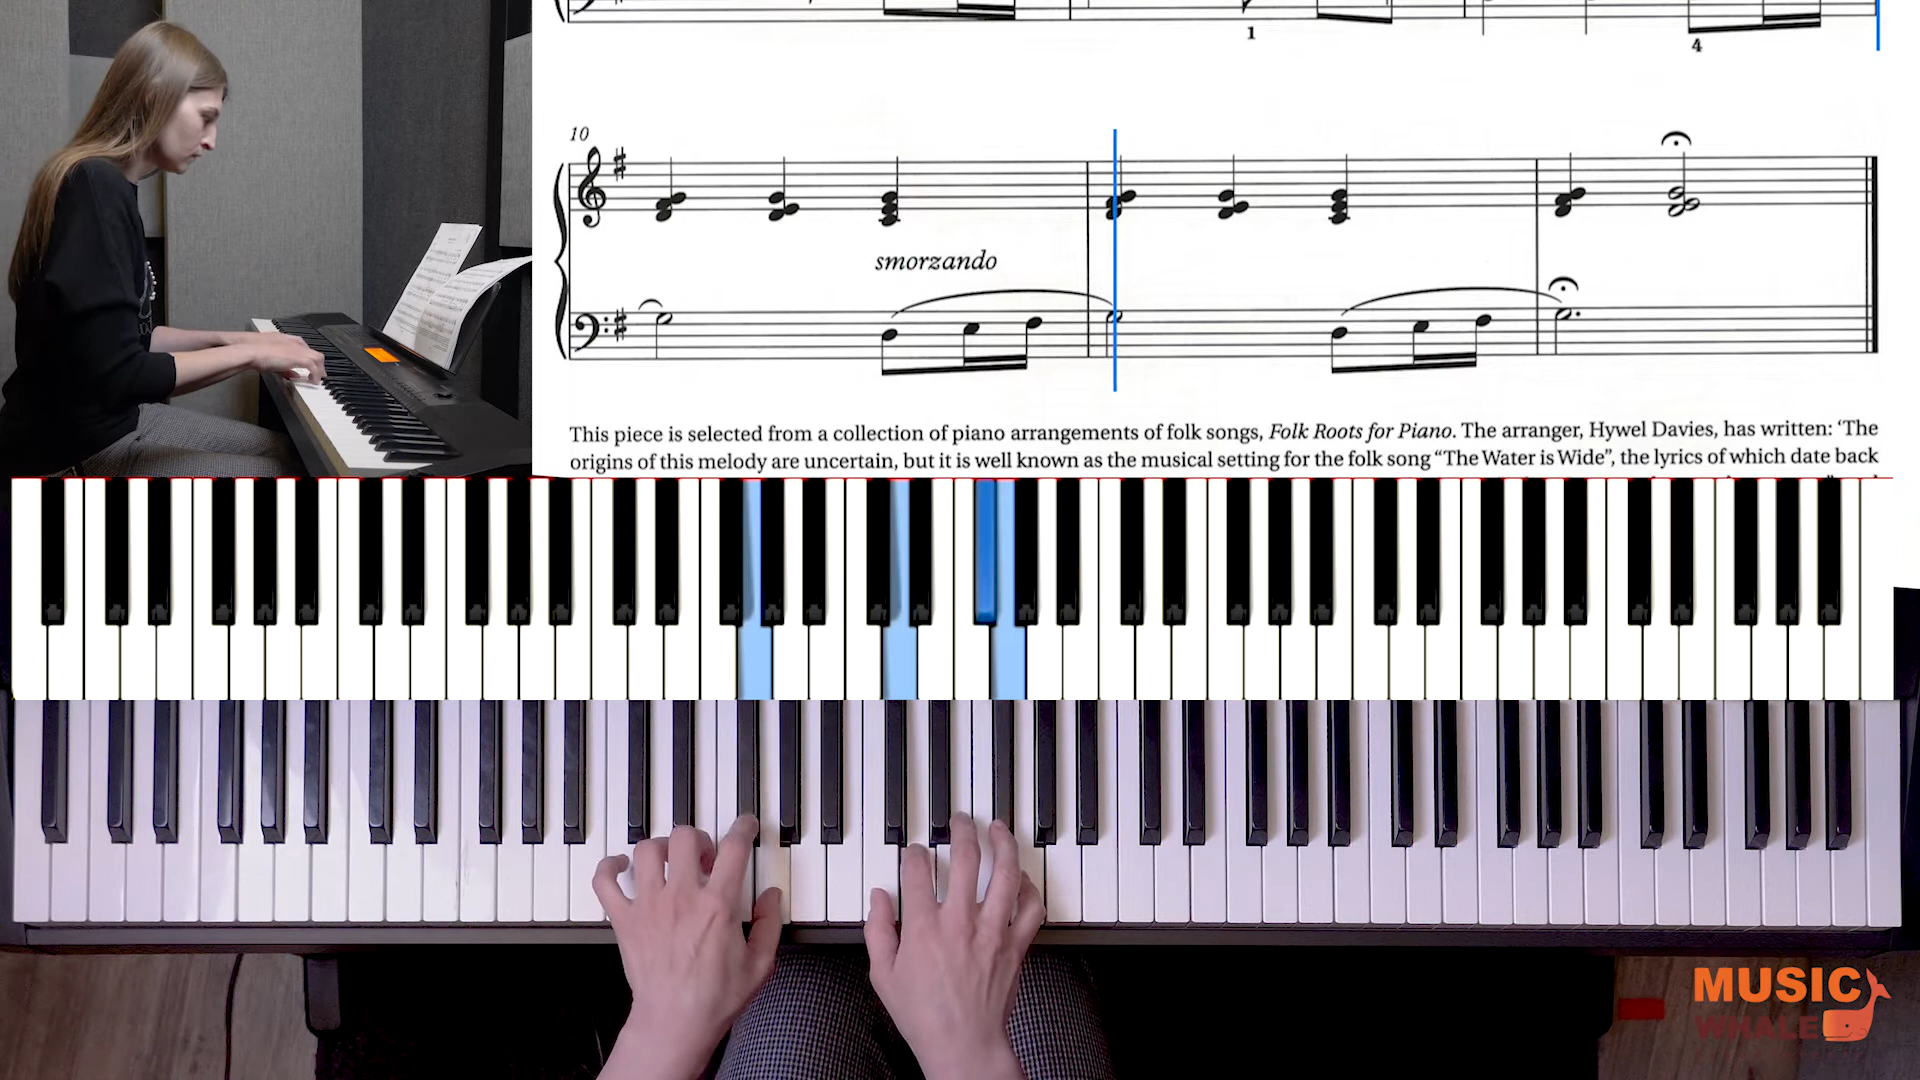 1
4
10
smorzando
This piece is selected from a collection of piano arrangements of folk songs, Folk Roots for Piano. The arranger, Hywel Davies, has written: ‘The
origins of this melody are uncertain, but it is well known as the musical setting for the folk song “The Water is Wide”, the lyrics of which date back
MUSIC
WHALE